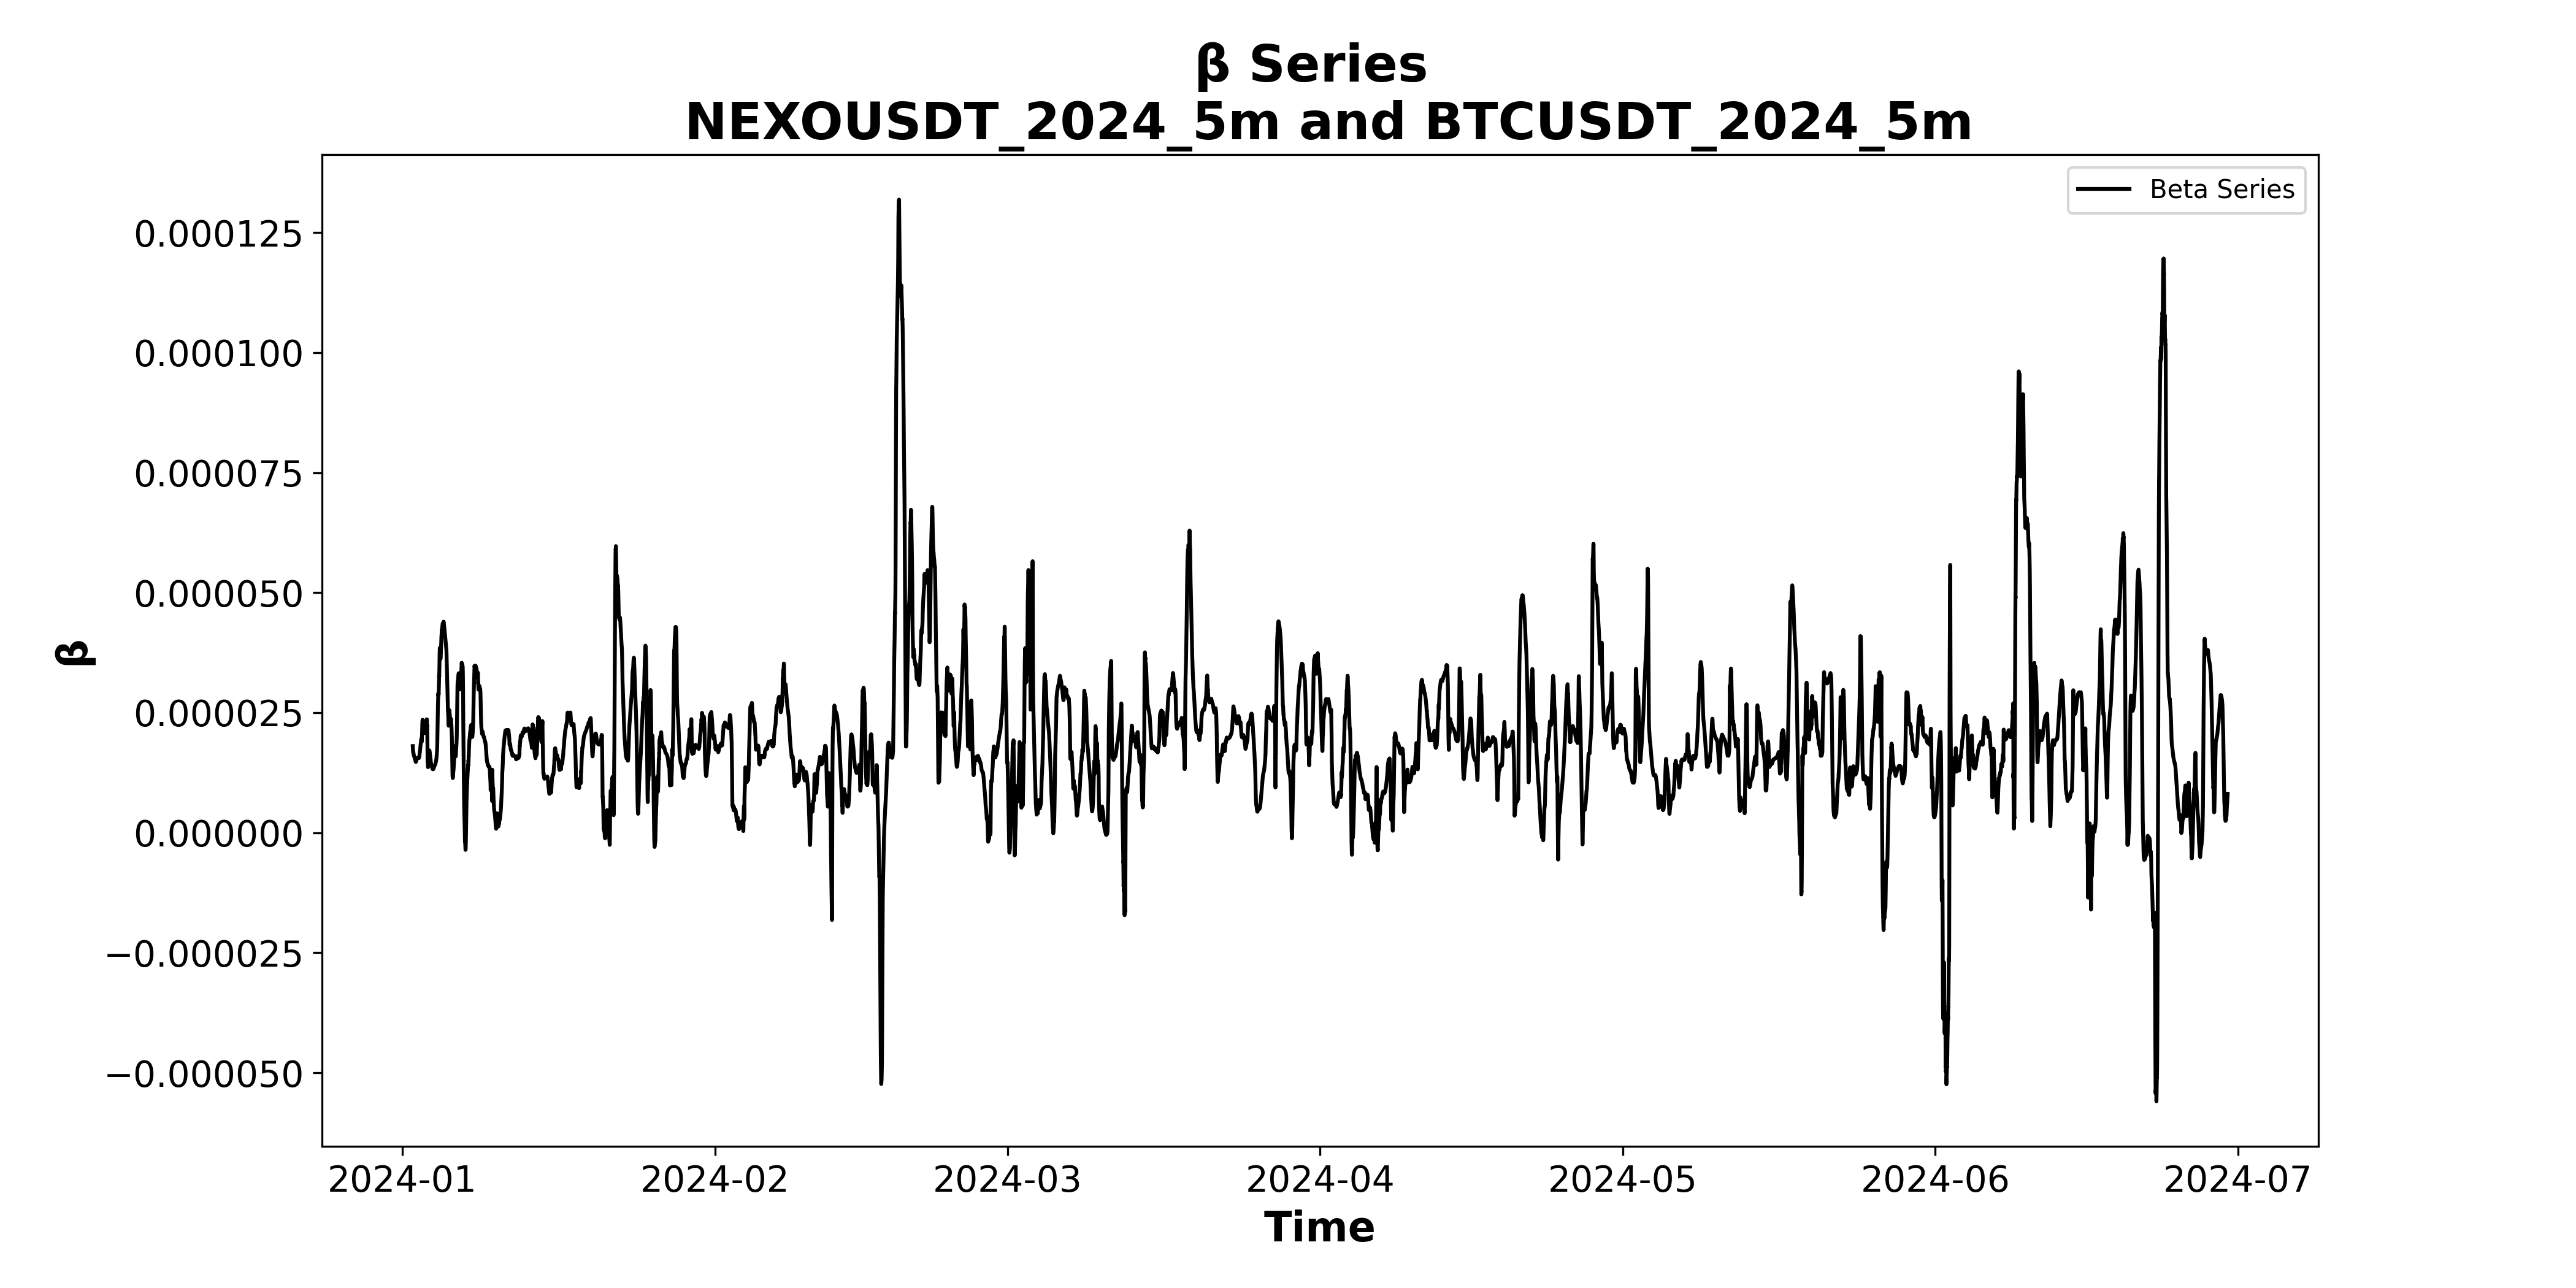 β Series
NEXOUSDT_2024_5m and BTCUSDT_2024_5m
Beta Series
0.000125
0.000100
0.000075
0.000050
0.000025
0.000000
−0.000025
−0.000050
β
2024-01 2024-02 2024-03 2024-04 2024-05 2024-06 2024-07
Time